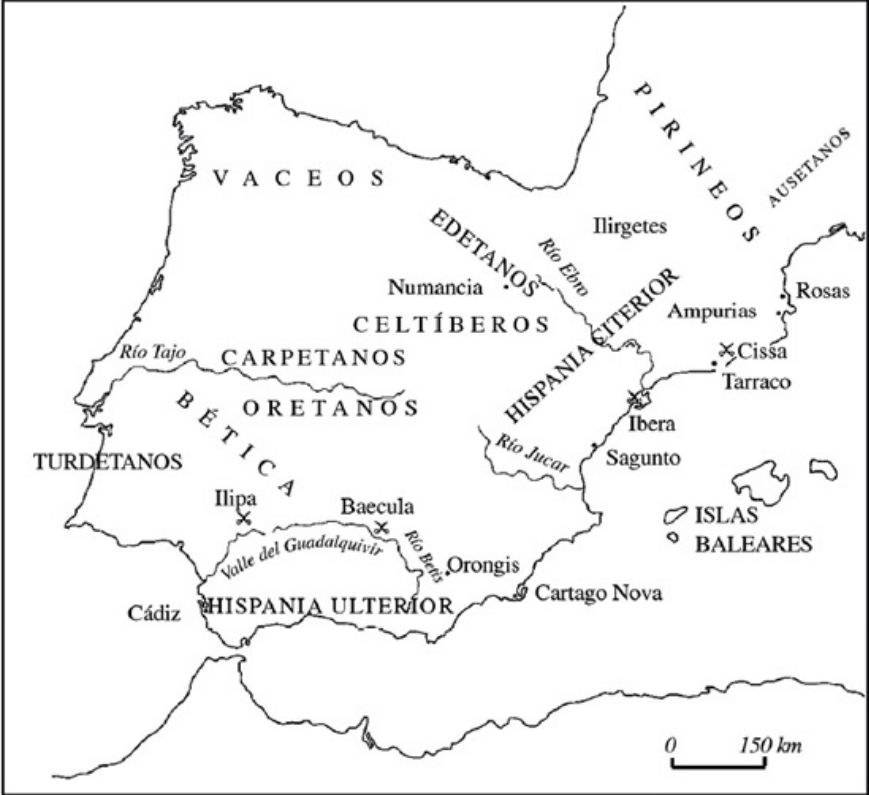 PIRINEOS
AUSETANOS
VACEOS
Ilirgetes
EDETANOS
Río Ebro
Numancia
Rosas
Ampurias
CELTÍBEROS
HISPANIA CITERIOR
Río Tajo
CARPETANOS
Cissa
Tarraco
BÉTICA
ORETANOS
Ibera
Río Jucar
Sagunto
TURDETANOS
Ilipa
Baecula
ISLAS
BALEARES
Valle del Guadalquivir
Río Betis
Orongis
Cartago Nova
Cádiz
HISPANIA ULTERIOR
0 150 km